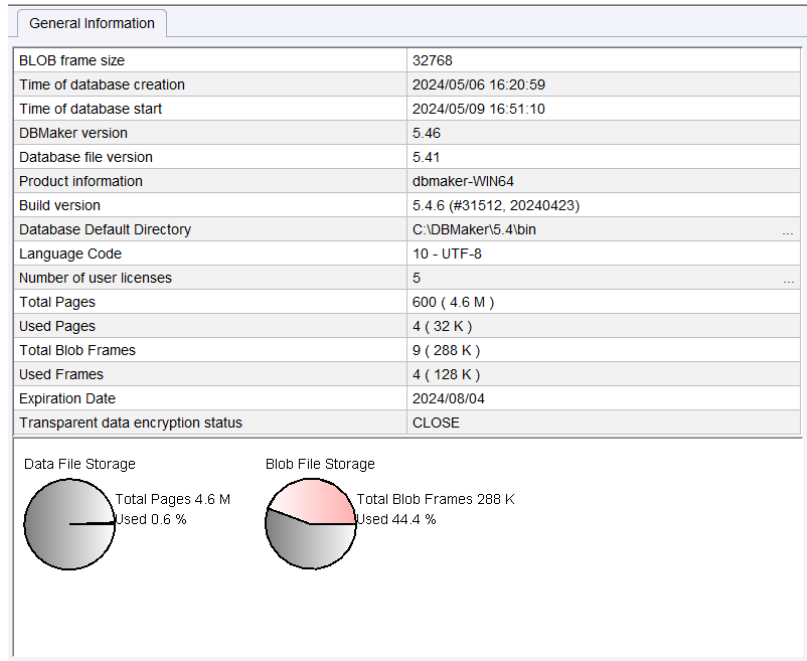 General Information
BLOB frame size 32768
Time of database creation 2024/05/06 16:20:59
Time of database start 2024/05/09 16:51:10
DBMaker version 5.46
Database file version 5.41
Product information dbmaker-WIN64
Build version 5.4.6 (#31512, 20240423)
Database Default Directory C:\DBMaker\5.4\bin ...
Language Code 10 - UTF-8
Number of user licenses 5 ...
Total Pages 600 ( 4.6 M )
Used Pages 4 ( 32 K )
Total Blob Frames 9 ( 288 K )
Used Frames 4 ( 128 K )
Expiration Date 2024/08/04
Transparent data encryption status CLOSE
Data File Storage
Total Pages 4.6 M
Used 0.6 %
Blob File Storage
Total Blob Frames 288 K
Used 44.4 %